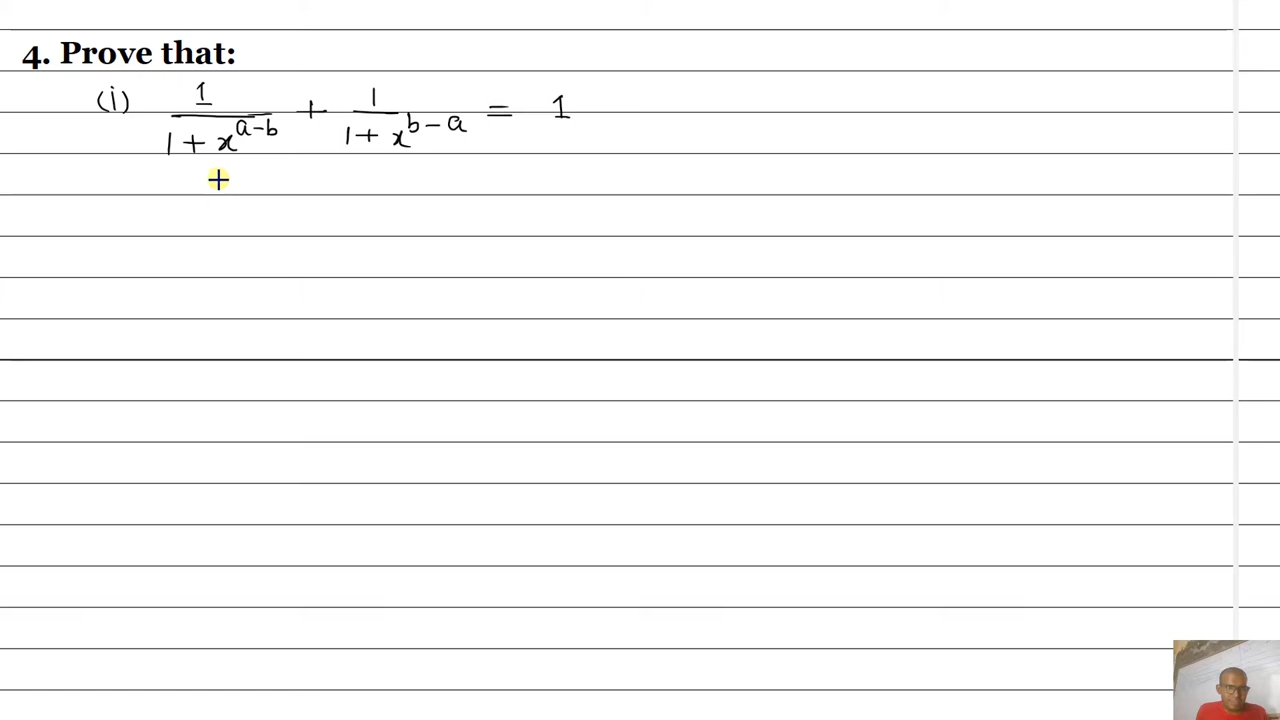 4. Prove that:
(i) 1/(1 + x^(a-b)) + 1/(1 + x^(b-a)) = 1